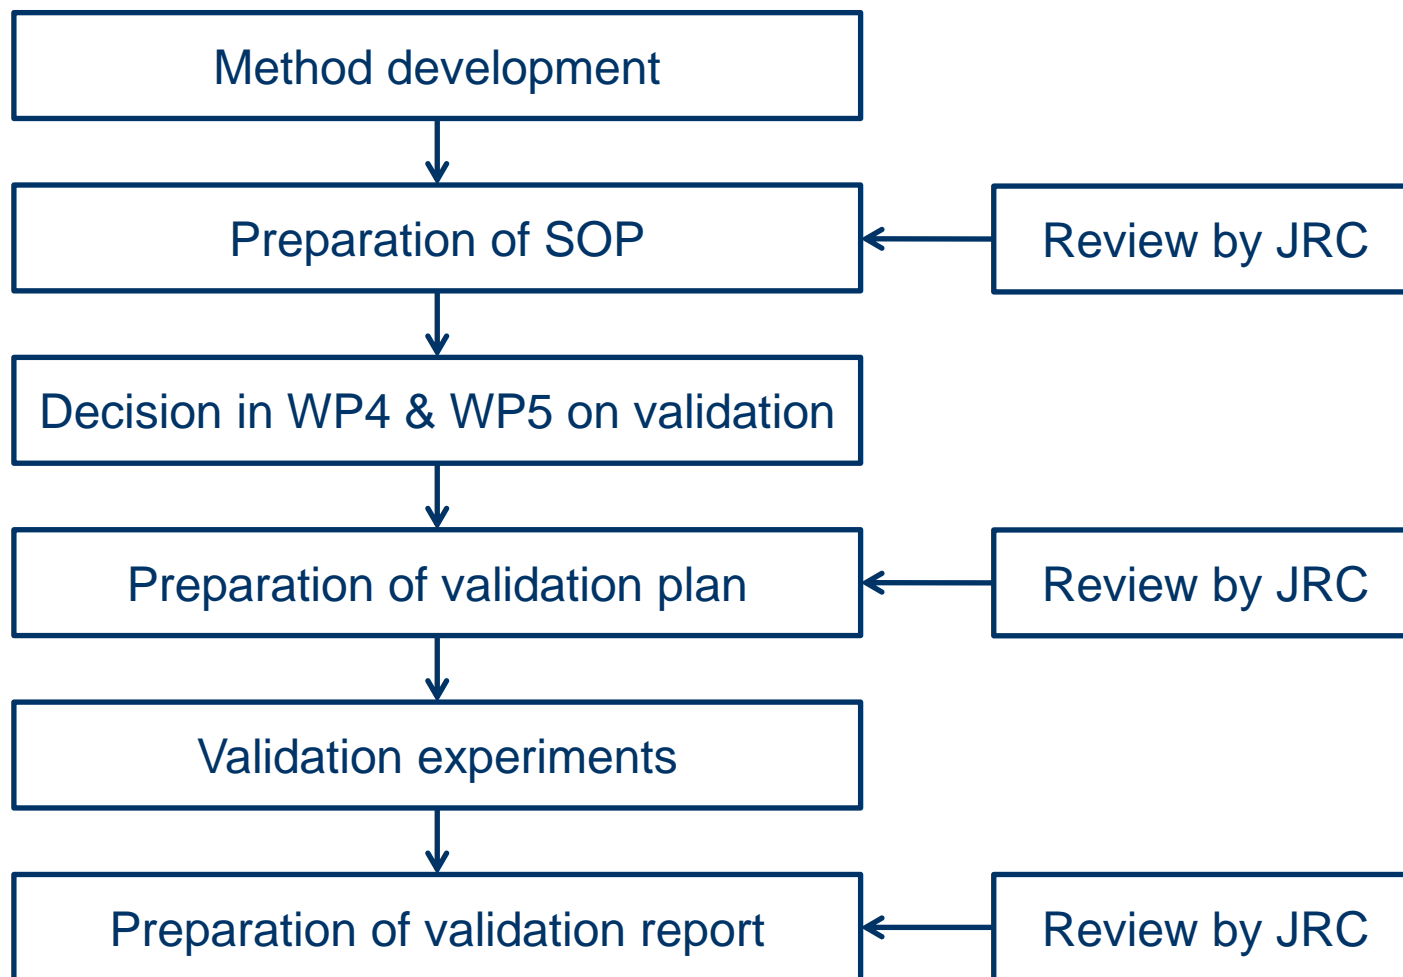 Method development
Preparation of SOP
Review by JRC
Decision in WP4 & WP5 on validation
Preparation of validation plan
Review by JRC
Validation experiments
Preparation of validation report
Review by JRC